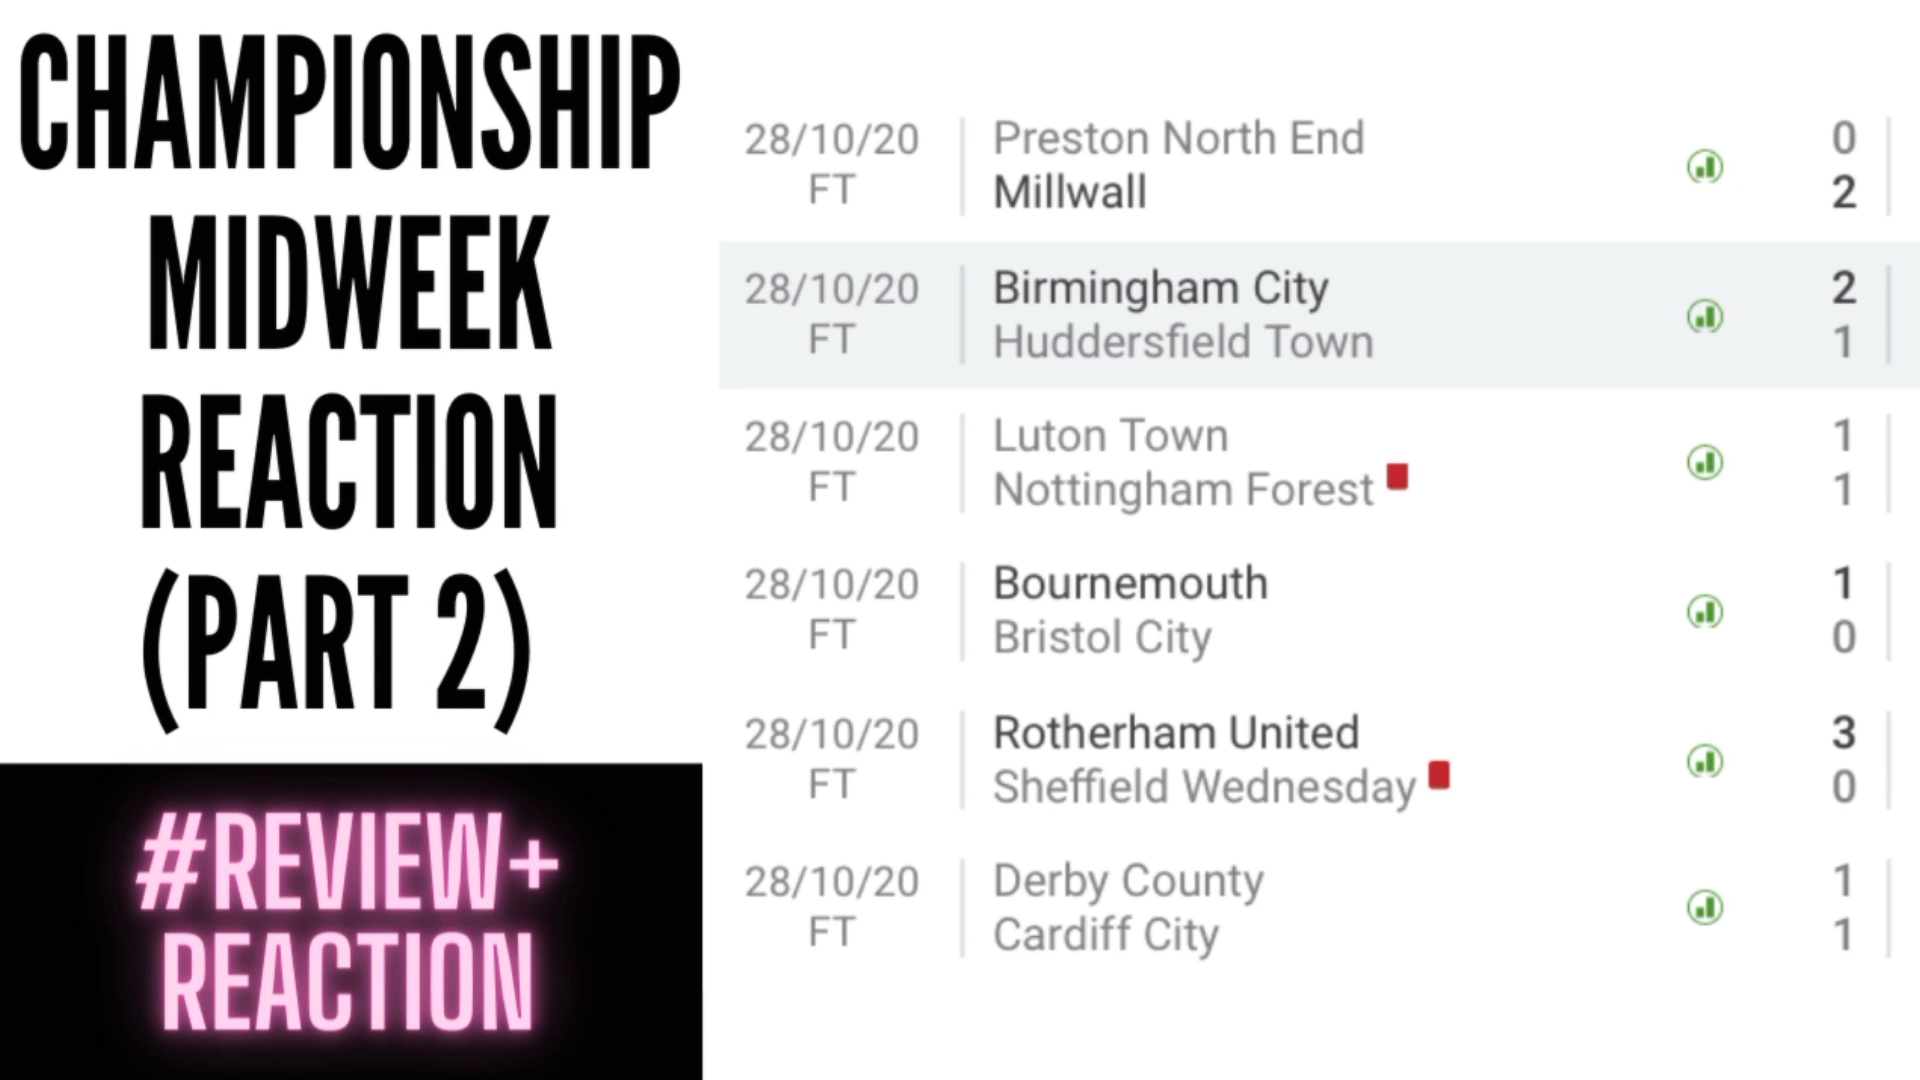 CHAMPIONSHIP
MIDWEEK
REACTION
(PART 2)
#REVIEW+
REACTION
28/10/20 Preston North End 0
FT Millwall 2
28/10/20 Birmingham City 2
FT Huddersfield Town 1
28/10/20 Luton Town 1
FT Nottingham Forest 1
28/10/20 Bournemouth 1
FT Bristol City 0
28/10/20 Rotherham United 3
FT Sheffield Wednesday 0
28/10/20 Derby County 1
FT Cardiff City 1